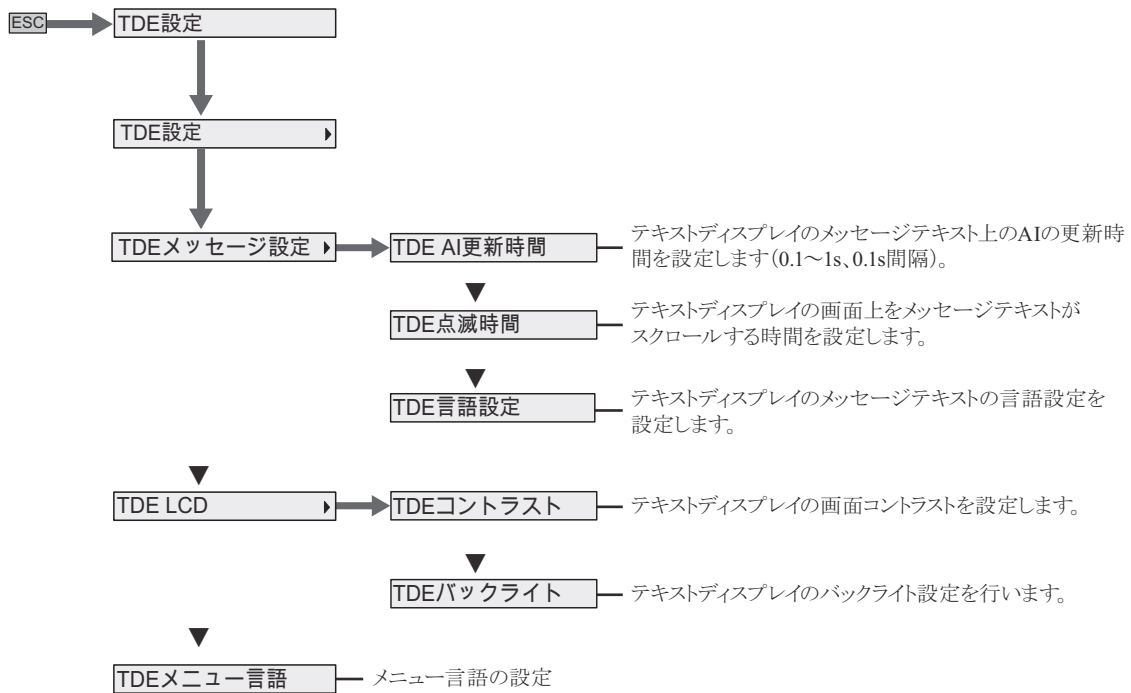 ESC
TDE設定
TDE設定
TDEメッセージ設定
TDE AI更新時間
テキストディスプレイのメッセージテキスト上のAIの更新時
間を設定します(0.1～1s、0.1s間隔)。
TDE点滅時間
テキストディスプレイの画面上をメッセージテキストが
スクロールする時間を設定します。
TDE言語設定
テキストディスプレイのメッセージテキストの言語設定を
設定します。
TDE LCD
TDEコントラスト
テキストディスプレイの画面コントラストを設定します。
TDEバックライト
テキストディスプレイのバックライト設定を行います。
TDEメニュー言語
メニュー言語の設定